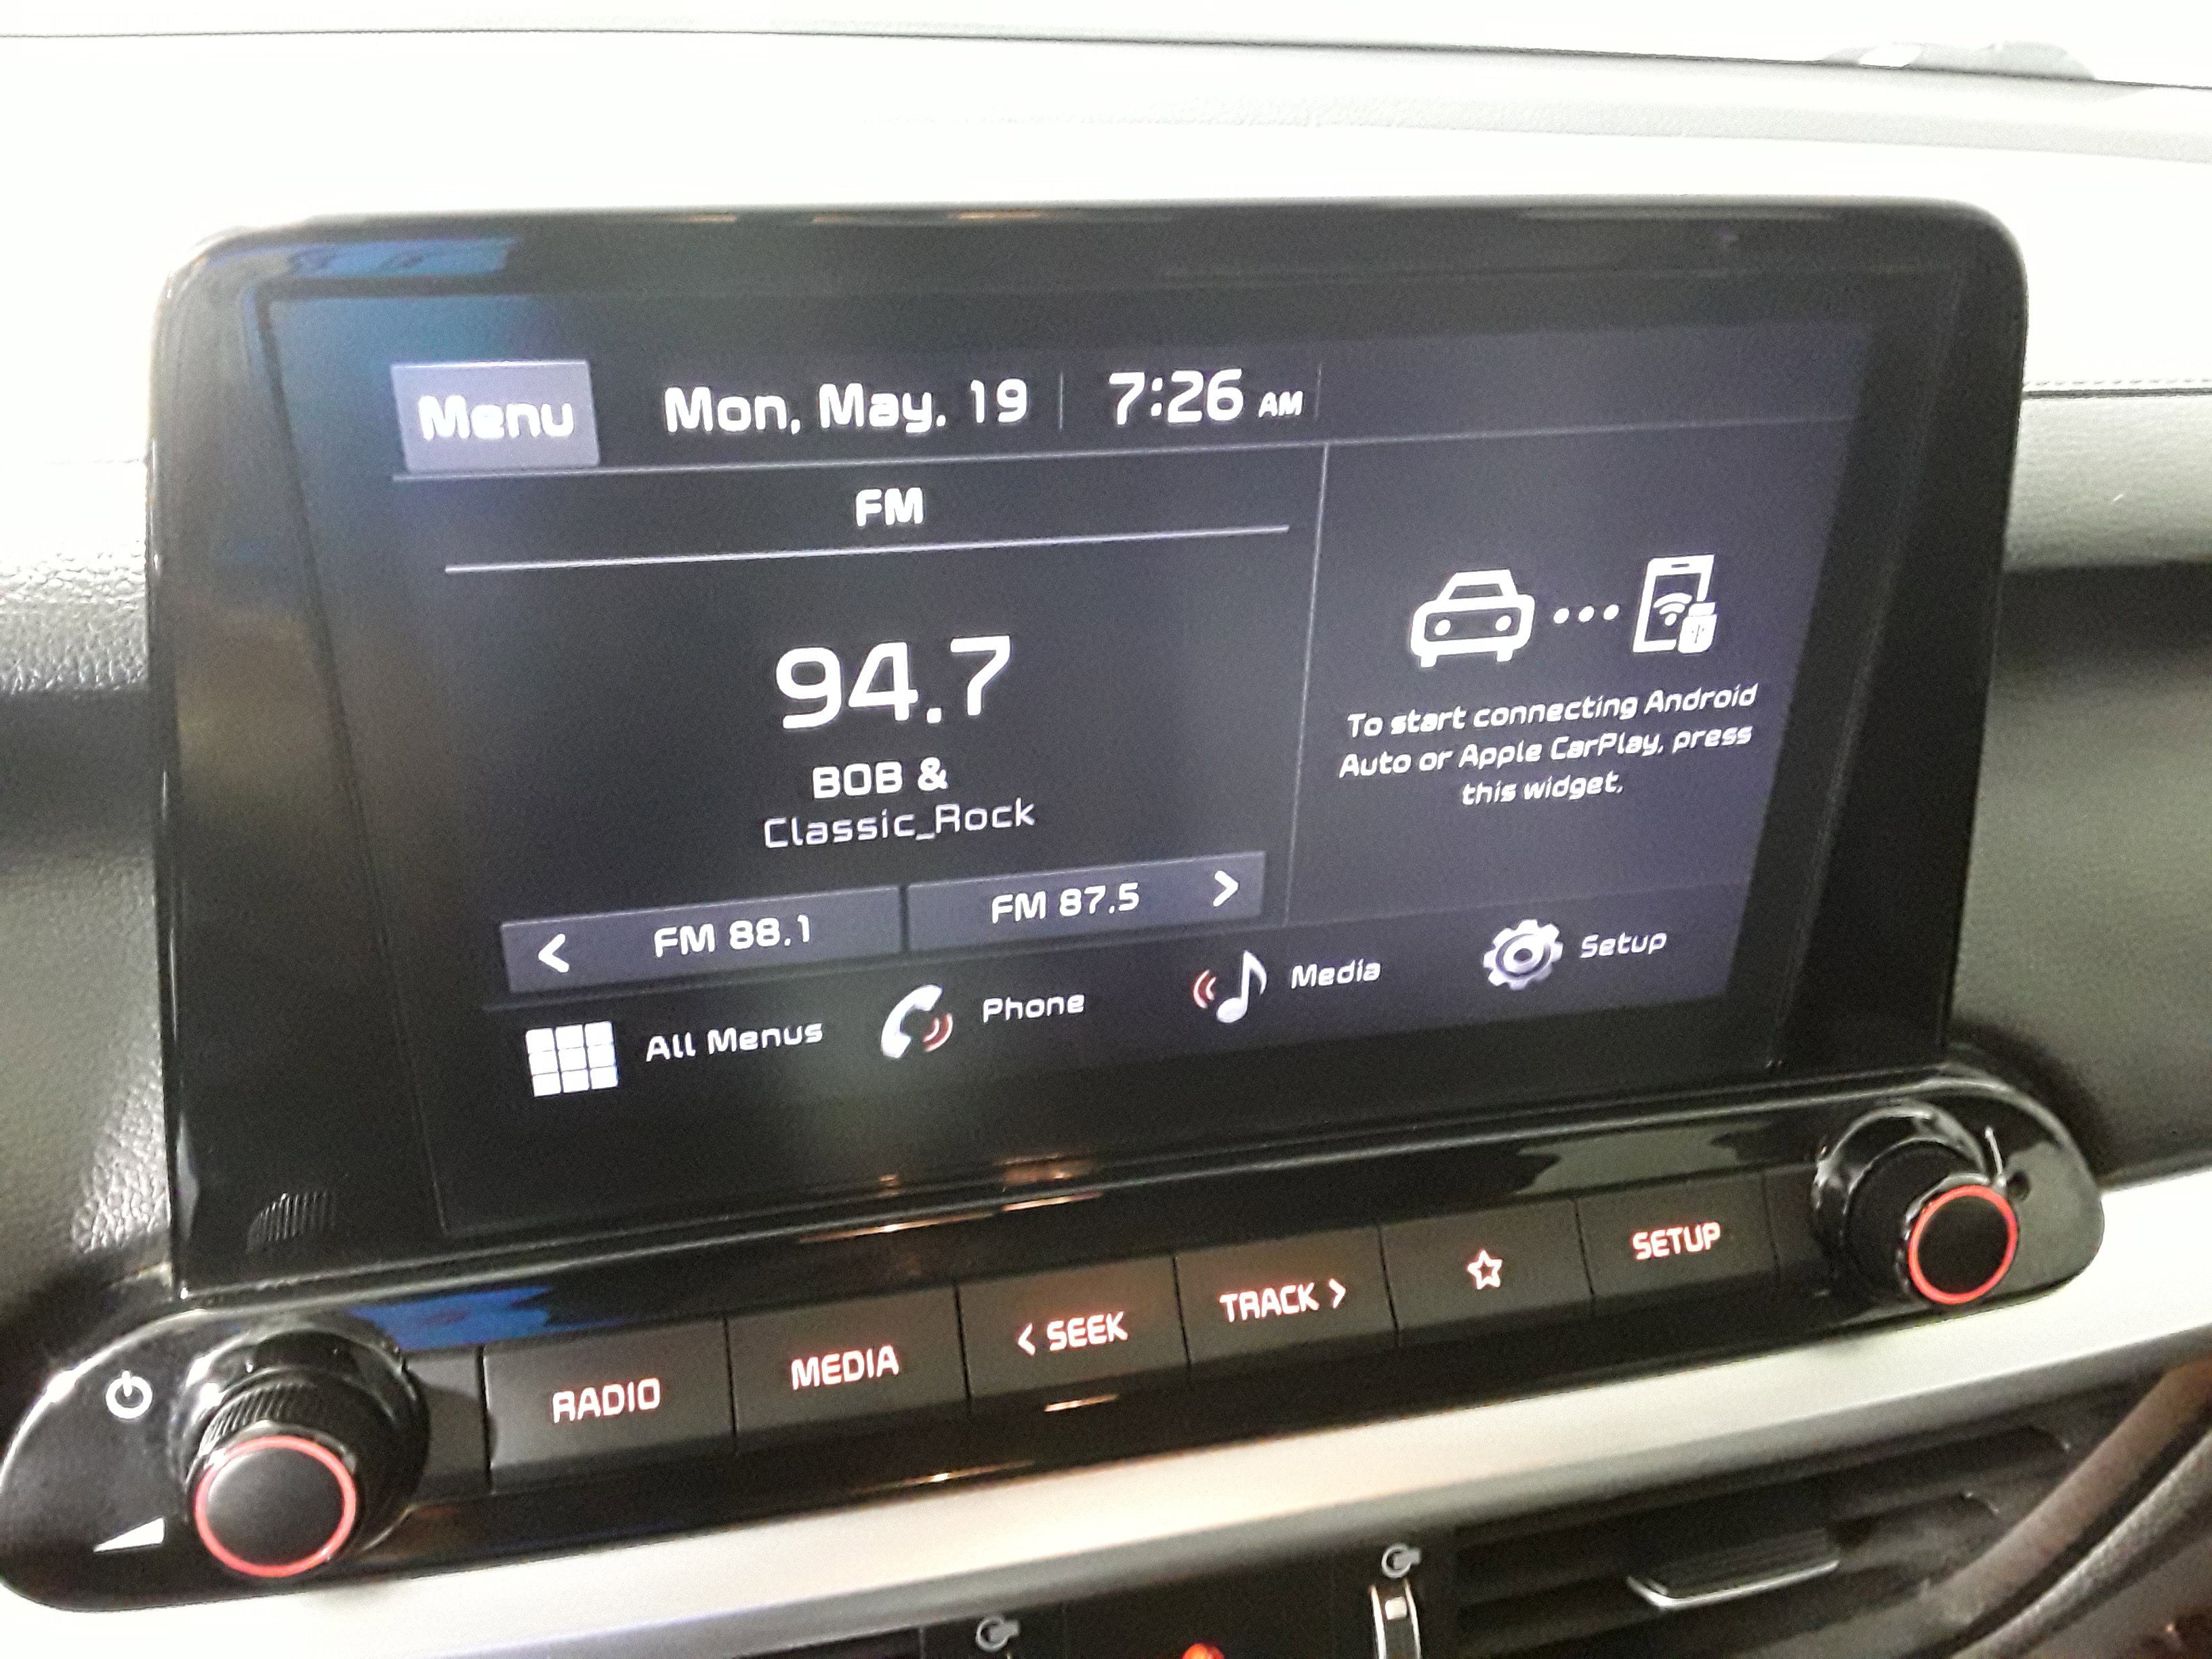 Menu
Mon, May. 19
7:26 AM
FM
94.7
BOB &
Classic_Rock
< FM 88.1
FM 87.5 >
To start connecting Android
Auto or Apple CarPlay, press
this widget.
All Menus
Phone
Media
Setup
RADIO
MEDIA
< SEEK
TRACK >
SETUP